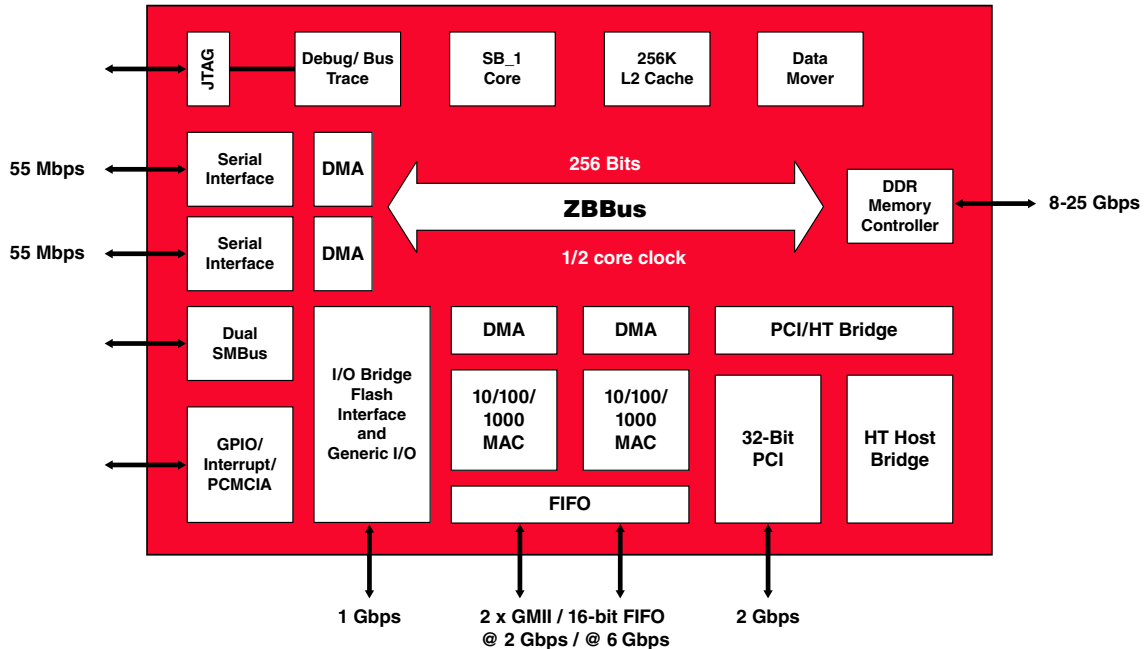 JTAG
Debug/ Bus
Trace
SB_1
Core
256K
L2 Cache
Data
Mover
55 Mbps
Serial
Interface
DMA
256 Bits
ZBBus
1/2 core clock
DDR
Memory
Controller
8-25 Gbps
55 Mbps
Serial
Interface
DMA
Dual
SMBus
I/O Bridge
Flash
Interface
and
Generic I/O
DMA
DMA
PCI/HT Bridge
10/100/
1000
MAC
10/100/
1000
MAC
32-Bit
PCI
HT Host
Bridge
GPIO/
Interrupt/
PCMCIA
FIFO
1 Gbps
2 x GMII / 16-bit FIFO
@ 2 Gbps / @ 6 Gbps
2 Gbps